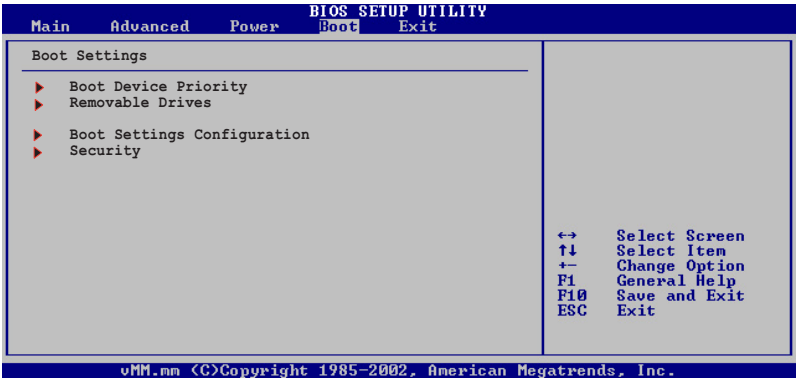 BIOS SETUP UTILITY
Main Advanced Power Boot Exit
Boot Settings
Boot Device Priority
Removable Drives
Boot Settings Configuration
Security
←→ Select Screen
↑↓ Select Item
+− Change Option
F1 General Help
F10 Save and Exit
ESC Exit
vMM.mm (C)Copyright 1985-2002, American Megatrends, Inc.